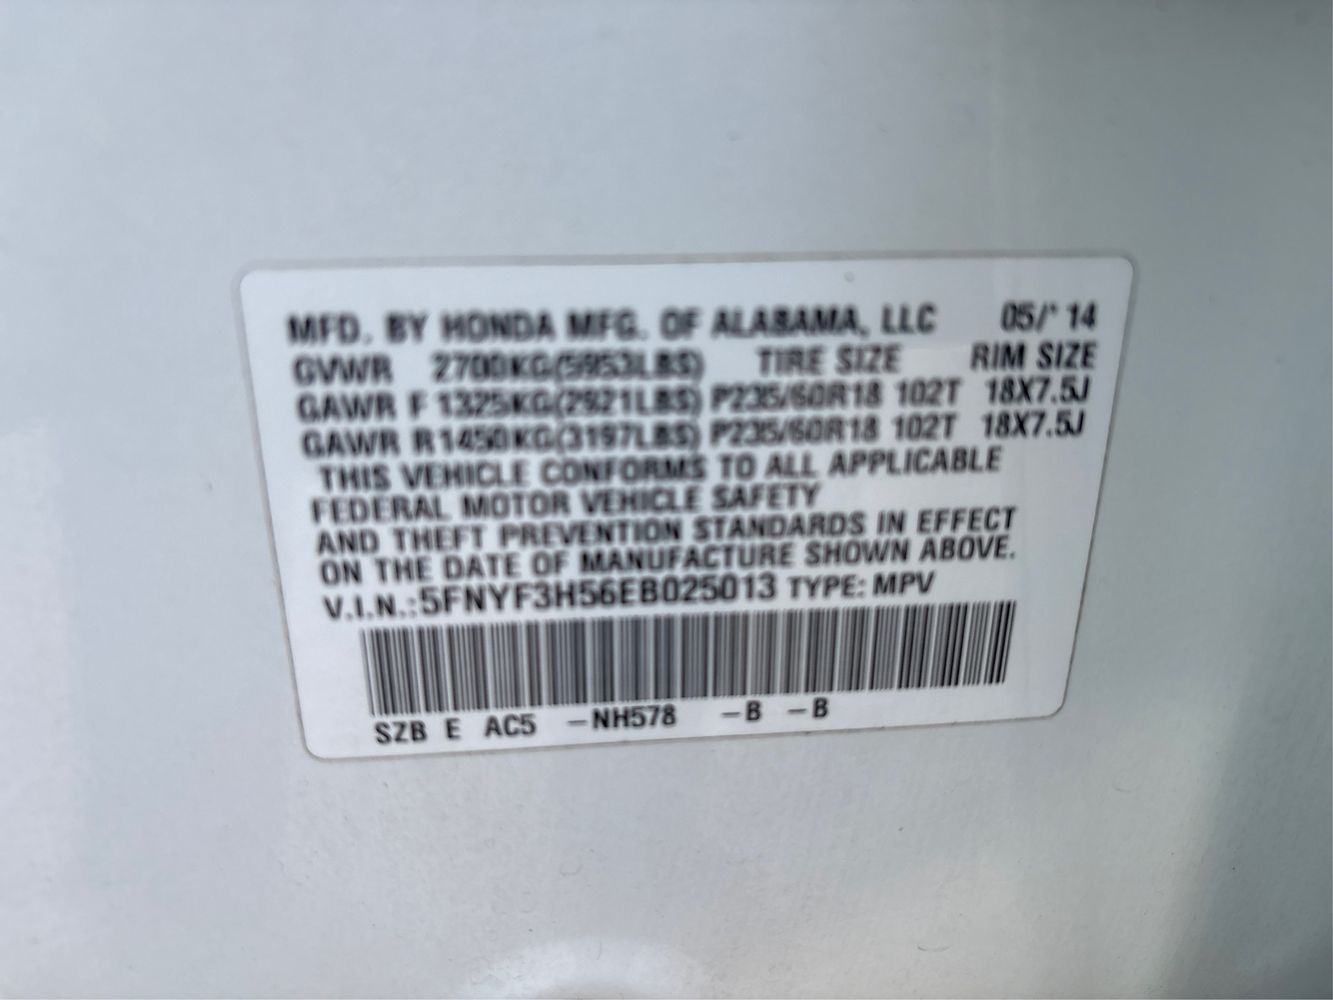 MFD. BY HONDA MFG. OF ALABAMA, LLC 05/' 14
GVWR 2700KG(5953LBS) TIRE SIZE RIM SIZE
GAWR F 1325KG(2921LBS) P235/60R18 102T 18X7.5J
GAWR R 1450KG(3197LBS) P235/60R18 102T 18X7.5J
THIS VEHICLE CONFORMS TO ALL APPLICABLE
FEDERAL MOTOR VEHICLE SAFETY
AND THEFT PREVENTION STANDARDS IN EFFECT
ON THE DATE OF MANUFACTURE SHOWN ABOVE.
V.I.N.:5FNYF3H56EB025013 TYPE: MPV
SZB E AC5 -NH578 -B -B